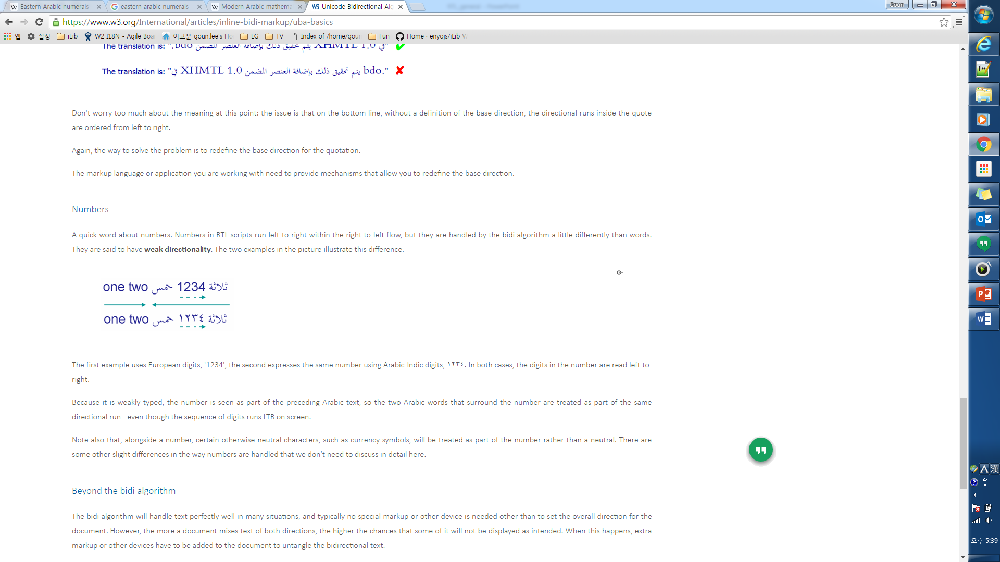 Eastern Arabic numerals
eastern arabic numerals -
Modern Arabic mathema
Unicode Bidirectional Alg
Goun
https://www.w3.org/International/articles/inline-bidi-markup/uba-basics
앱
설정
iLib
W2 I18N - Agile Boa
이고운 goun.lee's Ho
LG
TV
Index of /home/gour
Fun
Home · enyojs/iLib W
The translation is: "في XHMTL 1.0 يتم تحقيق ذلك بإضافة العنصر المضمن bdo."
The translation is: "في XHMTL 1.0 يتم تحقيق ذلك بإضافة العنصر المضمن bdo."
Don't worry too much about the meaning at this point: the issue is that on the bottom line, without a definition of the base direction, the directional runs inside the quote
are ordered from left to right.
Again, the way to solve the problem is to redefine the base direction for the quotation.
The markup language or application you are working with need to provide mechanisms that allow you to redefine the base direction.
Numbers
A quick word about numbers. Numbers in RTL scripts run left-to-right within the right-to-left flow, but they are handled by the bidi algorithm a little differently than words.
They are said to have weak directionality. The two examples in the picture illustrate this difference.
one two خمس 1234 ثلاثة
one two خمس ١٢٣٤ ثلاثة
The first example uses European digits, '1234', the second expresses the same number using Arabic-Indic digits, ١٢٣٤. In both cases, the digits in the number are read left-to-
right.
Because it is weakly typed, the number is seen as part of the preceding Arabic text, so the two Arabic words that surround the number are treated as part of the same
directional run - even though the sequence of digits runs LTR on screen.
Note also that, alongside a number, certain otherwise neutral characters, such as currency symbols, will be treated as part of the number rather than a neutral. There are
some other slight differences in the way numbers are handled that we don't need to discuss in detail here.
Beyond the bidi algorithm
The bidi algorithm will handle text perfectly well in many situations, and typically no special markup or other device is needed other than to set the overall direction for the
document. However, the more a document mixes text of both directions, the higher the chances that some of it will not be displayed as intended. When this happens, extra
markup or other devices have to be added to the document to untangle the bidirectional text.
A 漢
오후 5:39